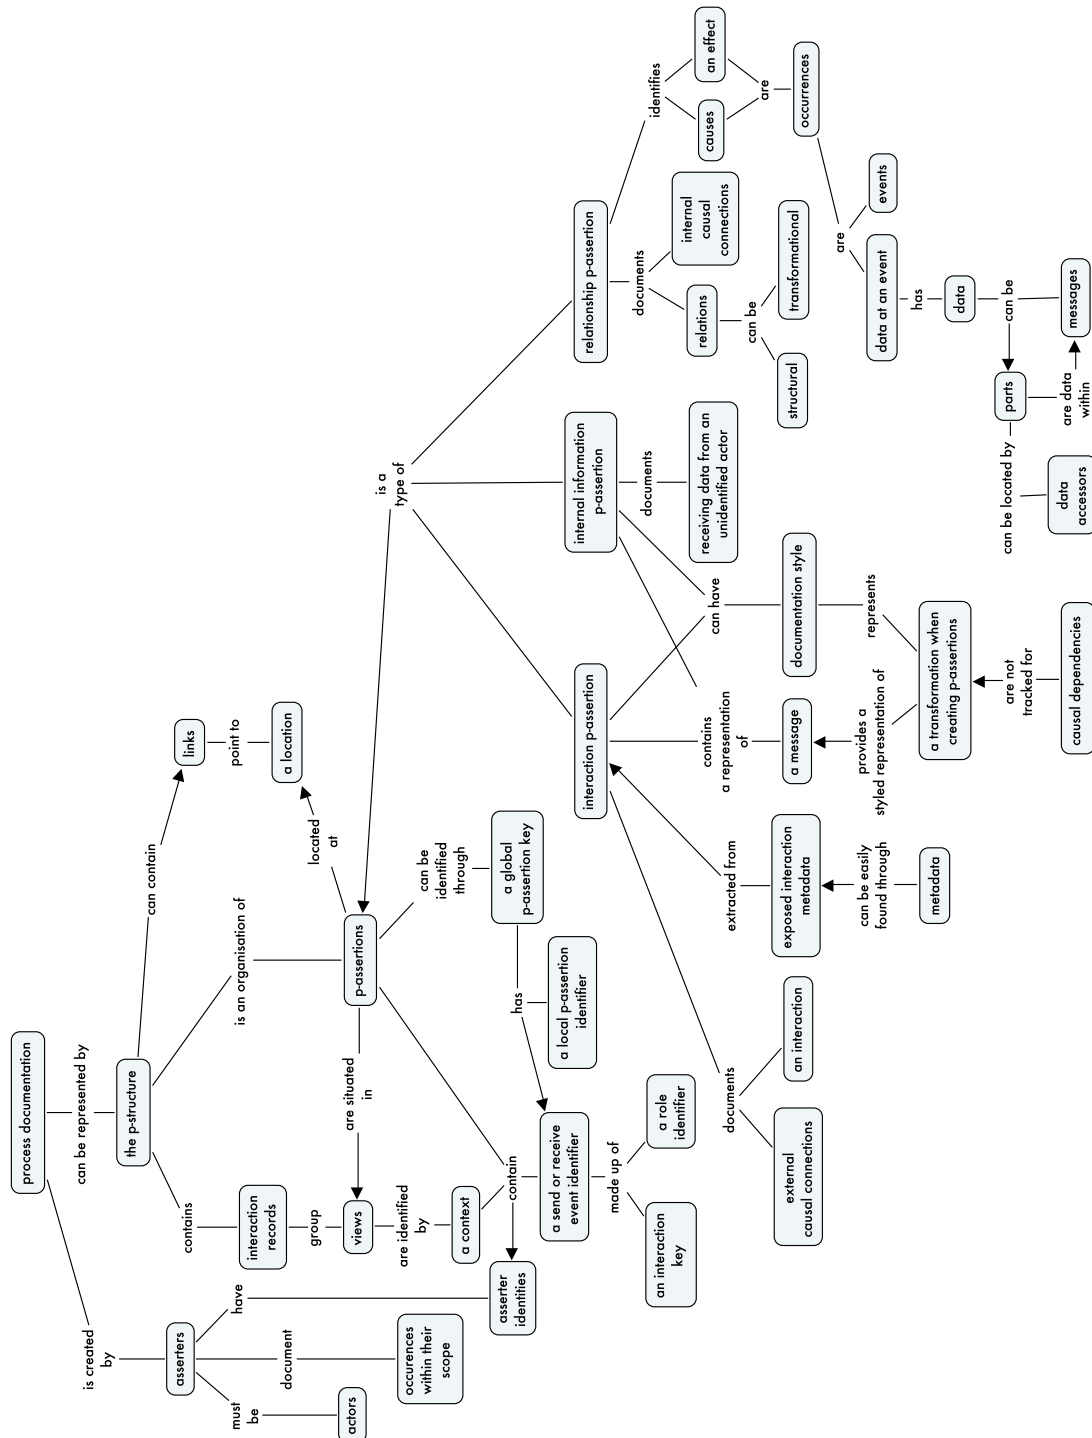 process documentation
is created
by
can be represented by
asserters
must
be
actors
document
occurences
within their
scope
have
asserter
identities
the p-structure
contains
interaction
records
group
views
are identified
by
a context
is an organisation of
can contain
links
point to
a location
p-assertions
are situated
in
located
at
can be
identified
through
a global
p-assertion key
has
a local p-assertion
identifier
contain
a send or receive
event identifier
made up of
an interaction
key
a role
identifier
is a
type of
interaction p-assertion
documents
external
causal connections
an interaction
extracted from
exposed interaction
metadata
can be easily
found through
metadata
contains
a representation
of
a message
provides a
styled representation of
can have
documentation style
represents
a transformation when
creating p-assertions
are not
tracked for
causal dependencies
internal information
p-assertion
documents
receiving data from an
unidentified actor
relationship p-assertion
documents
relations
can be
structural
transformational
internal
causal
connections
identifies
causes
an effect
are
occurrences
are
data at an event
events
has
data
can be
parts
messages
are data
within
can be located by
data
accessors